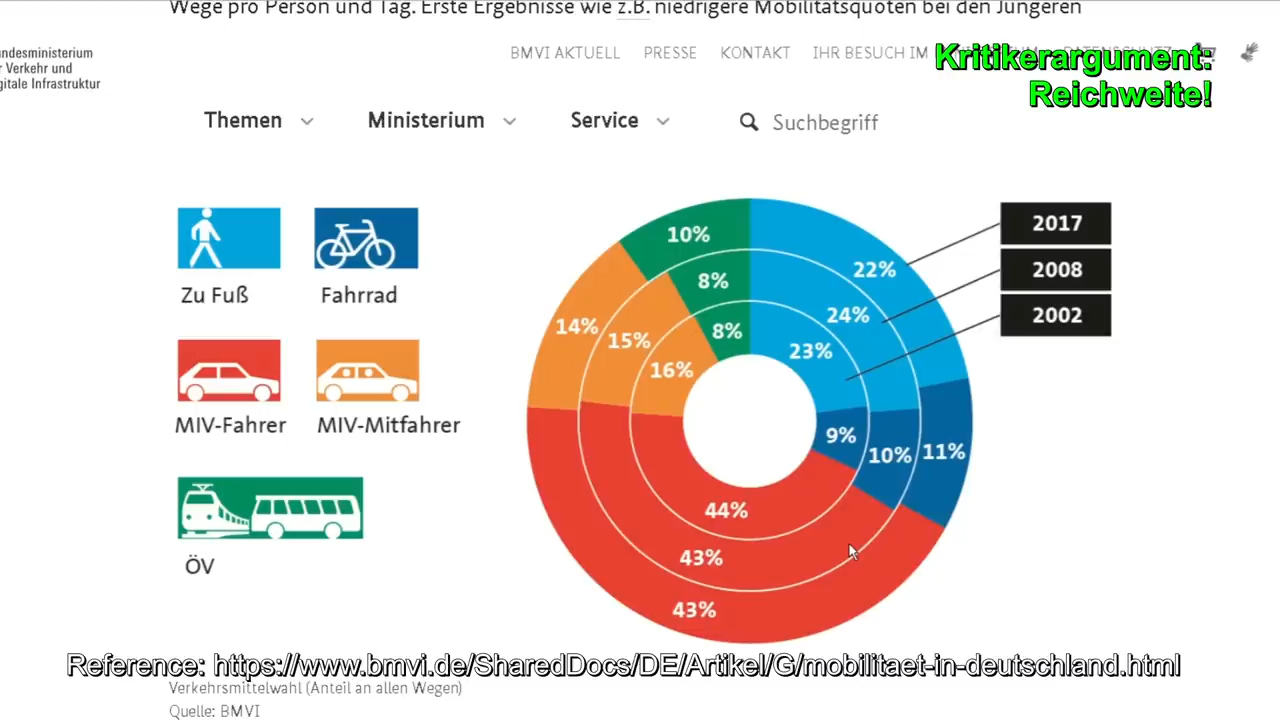 Wege pro Person und Tag. Erste Ergebnisse wie z.B. niedrigere Mobilitätsquoten bei den Jüngeren
ndesministerium
r Verkehr und
gitale Infrastruktur
BMVI AKTUELL PRESSE KONTAKT IHR BESUCH IM
Kritikerargument:
Reichweite!
Themen Ministerium Service Suchbegriff
Zu Fuß Fahrrad
MIV-Fahrer MIV-Mitfahrer
ÖV
2017
2008
2002
10% 22%
8% 24%
8% 23%
14% 15% 16%
9% 10% 11%
44%
43%
43%
Reference: https://www.bmvi.de/SharedDocs/DE/Artikel/G/mobilitaet-in-deutschland.html
Verkehrsmittelwahl (Anteil an allen Wegen)
Quelle: BMVI